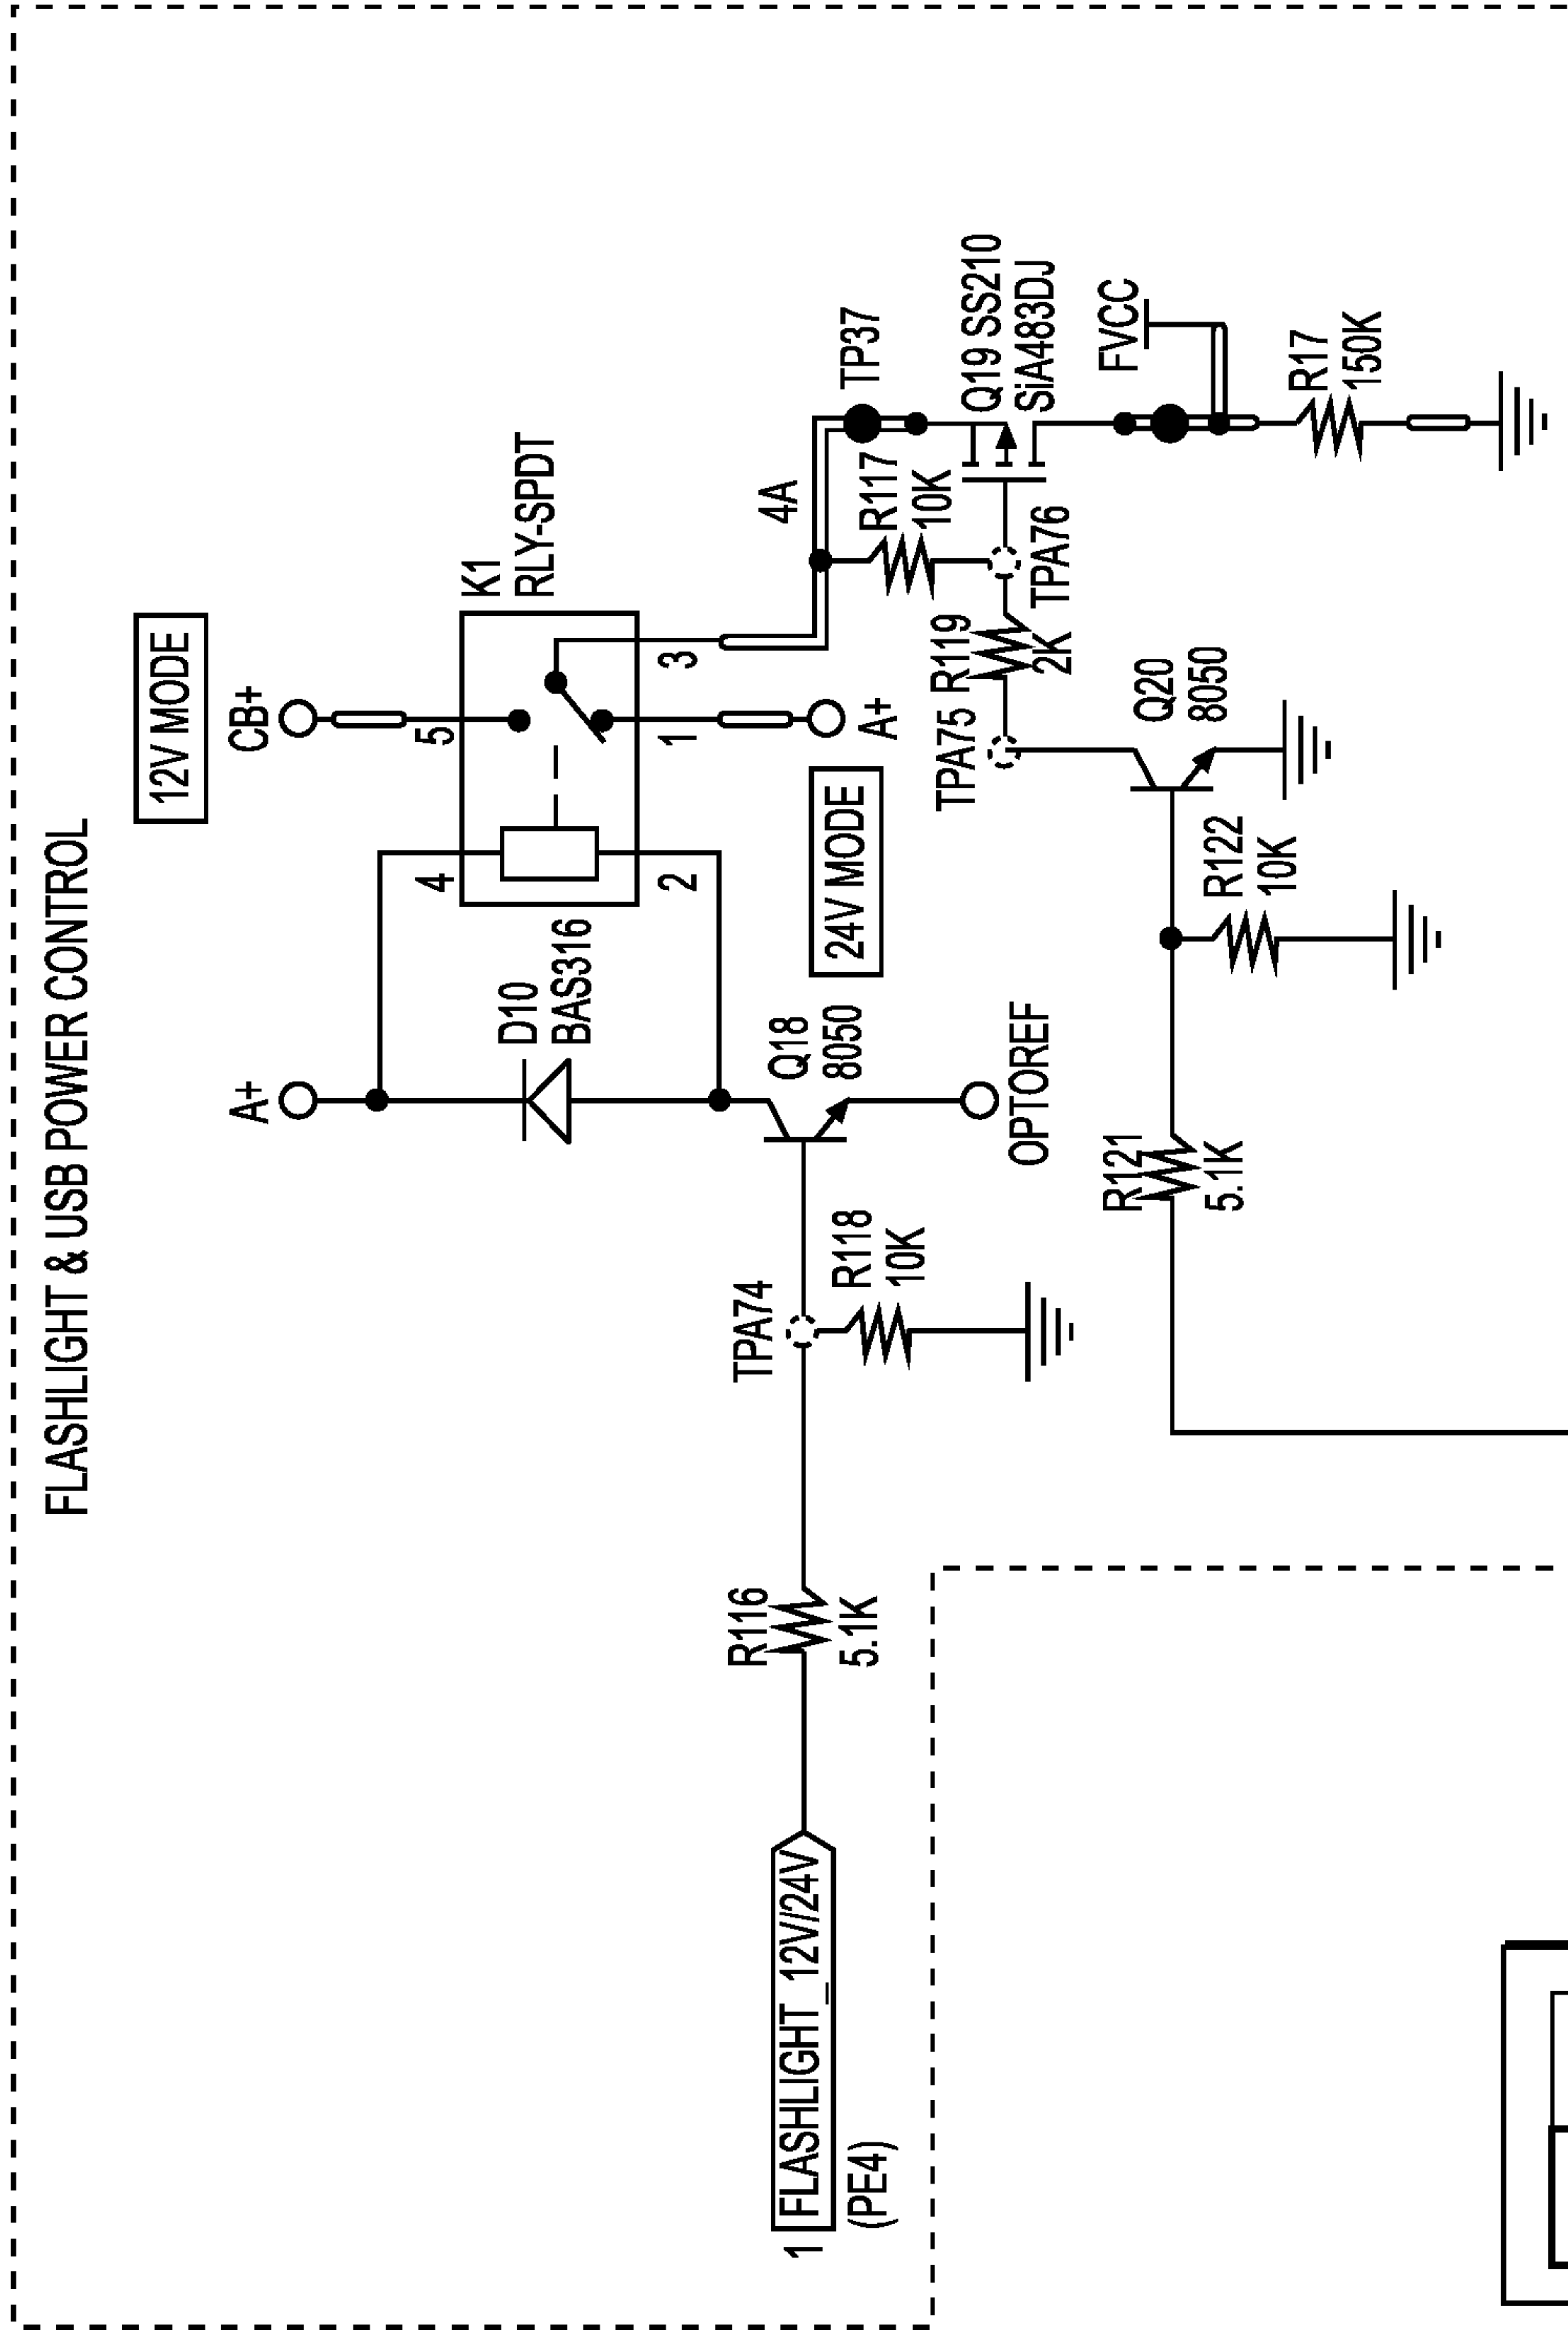 FLASHLIGHT & USB POWER CONTROL
12V MODE
A+
CB+
K1
RLY-SPDT
4
5
D10
BAS316
2
1
3
4A
A+
24V MODE
TP37
R117
10K
Q19 SS210
SiA483DJ
TPA76
R119
2K
TPA75
FVCC
R17
150K
Q20
8050
R122
10K
R121
5.1K
Q18
8050
OPTOREF
TPA74
R118
10K
R116
5.1K
1 FLASHLIGHT_12V/24V
(PE4)